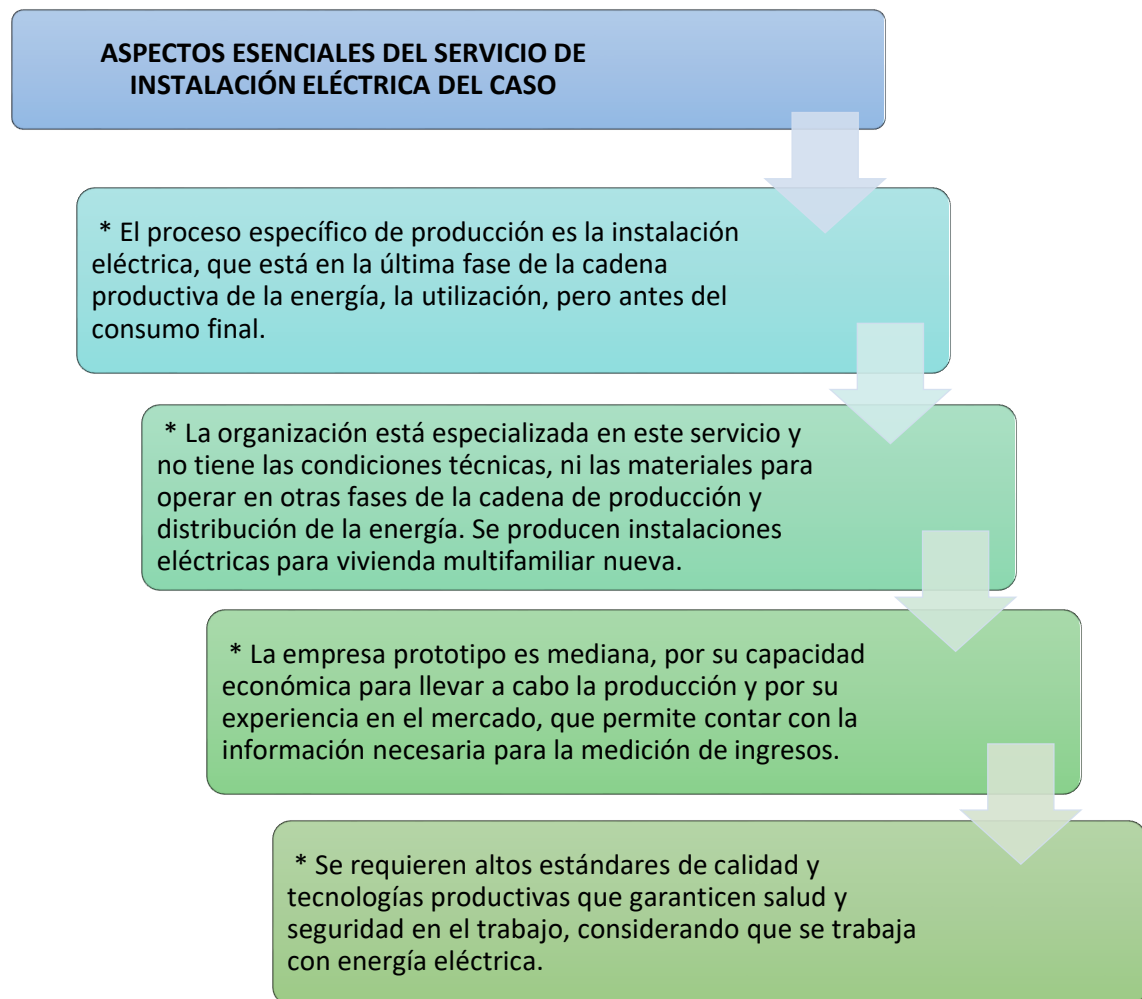 ASPECTOS ESENCIALES DEL SERVICIO DE
INSTALACIÓN ELÉCTRICA DEL CASO
* El proceso específico de producción es la instalación
eléctrica, que está en la última fase de la cadena
productiva de la energía, la utilización, pero antes del
consumo final.
* La organización está especializada en este servicio y
no tiene las condiciones técnicas, ni las materiales para
operar en otras fases de la cadena de producción y
distribución de la energía. Se producen instalaciones
eléctricas para vivienda multifamiliar nueva.
* La empresa prototipo es mediana, por su capacidad
económica para llevar a cabo la producción y por su
experiencia en el mercado, que permite contar con la
información necesaria para la medición de ingresos.
* Se requieren altos estándares de calidad y
tecnologías productivas que garanticen salud y
seguridad en el trabajo, considerando que se trabaja
con energía eléctrica.